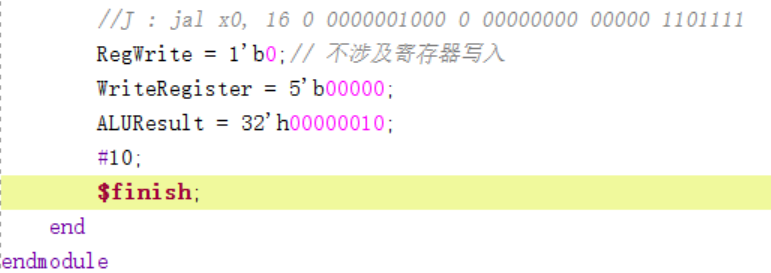 //J : jal x0, 16 0 0000001000 0 00000000 00000 1101111
RegWrite = 1'b0;// 不涉及寄存器写入
WriteRegister = 5'b00000;
ALUResult = 32'h00000010;
#10;
$finish;
end
endmodule